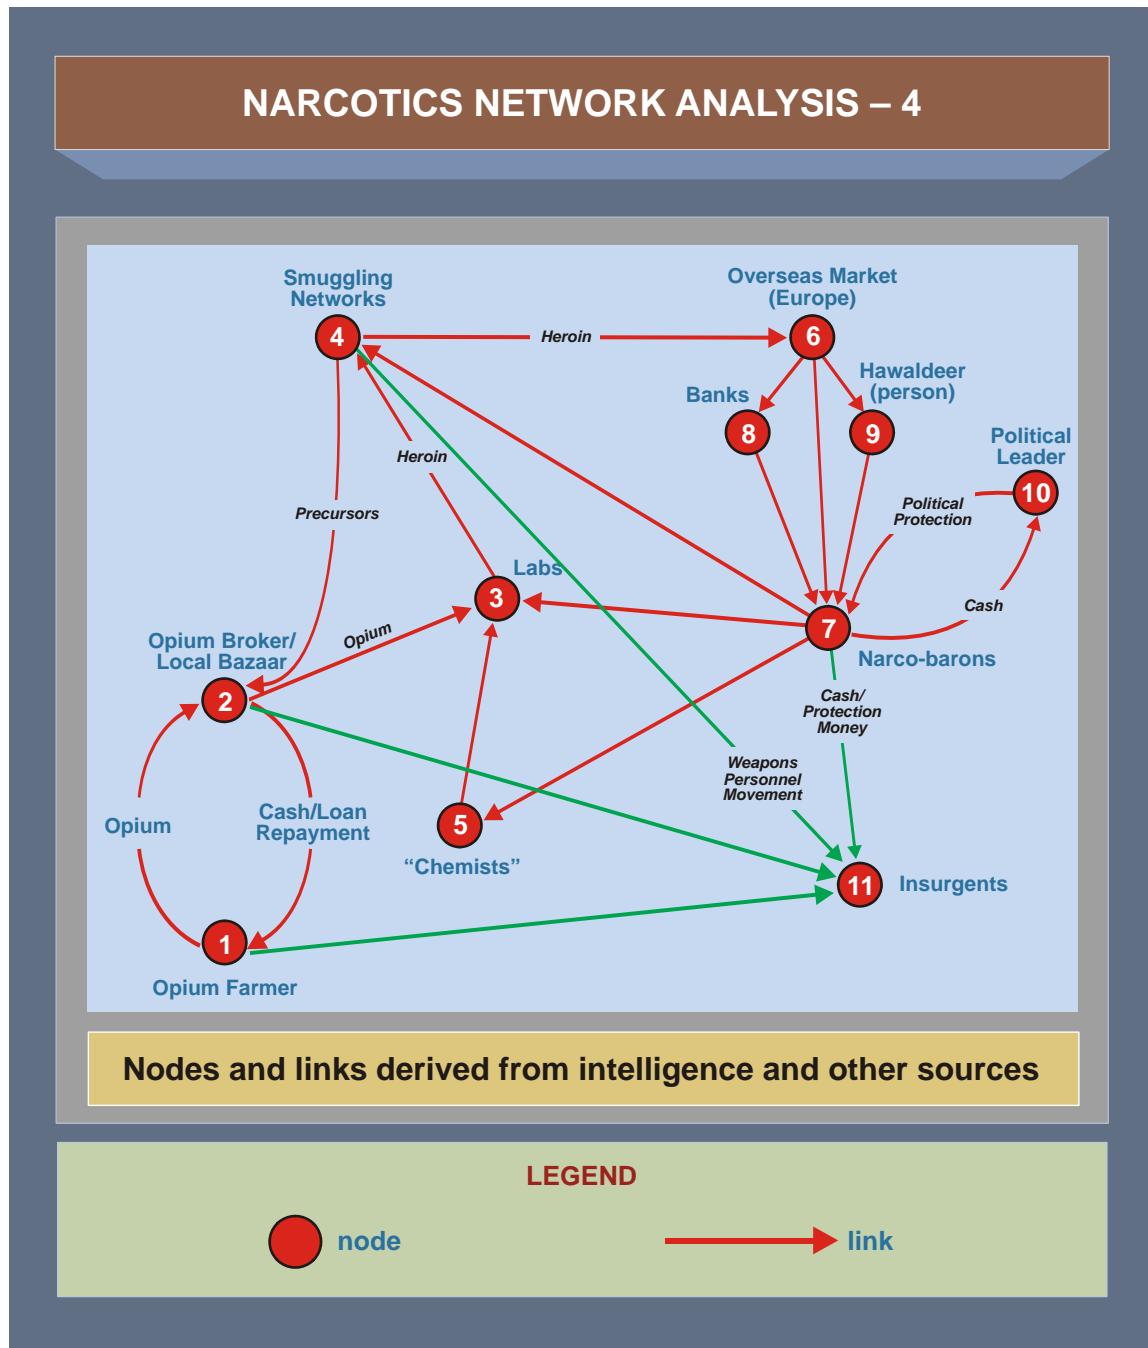 NARCOTICS NETWORK ANALYSIS – 4
Smuggling
Networks
4
Heroin
Overseas Market
(Europe)
6
Hawaldeer
(person)
Banks
8
9
Political
Leader
10
Heroin
Political
Protection
Precursors
Labs
3
Cash
Opium
7
Narco-barons
Opium Broker/
Local Bazaar
2
Cash/
Protection
Money
Weapons
Personnel
Movement
Opium
Cash/Loan
Repayment
5
“Chemists”
11
Insurgents
1
Opium Farmer
Nodes and links derived from intelligence and other sources
LEGEND
node
link